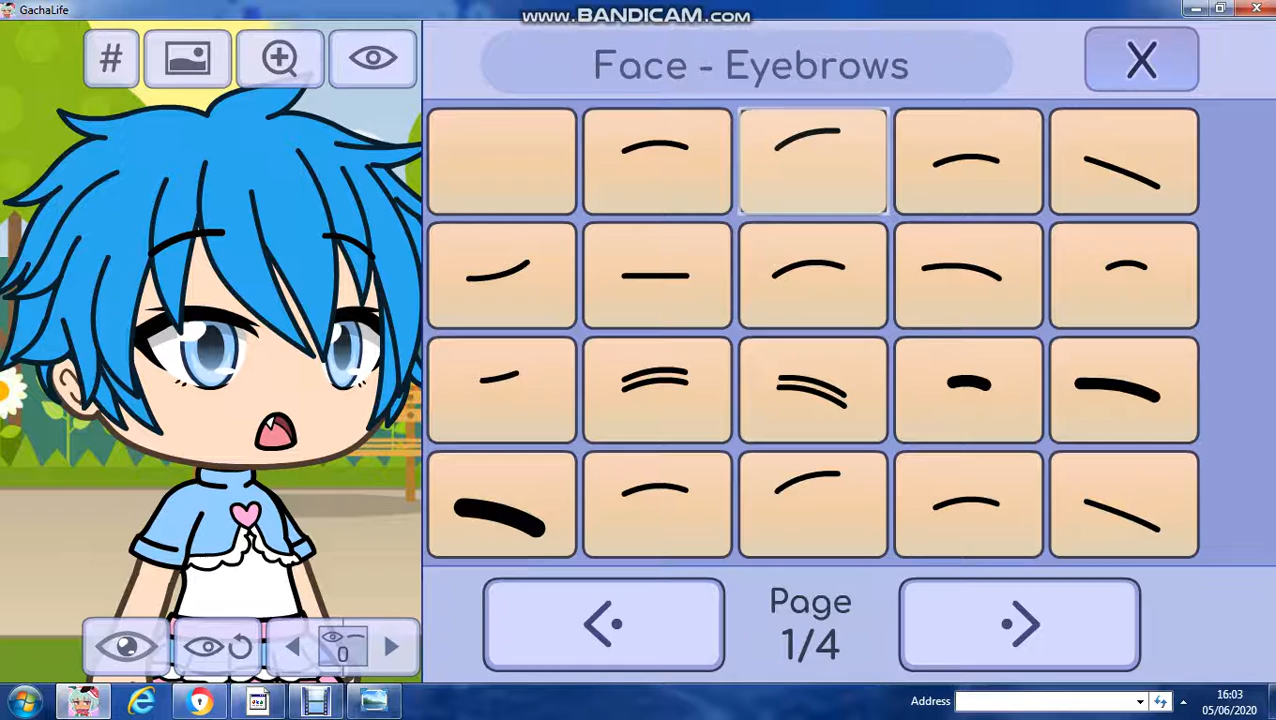 GachaLife
www.BANDICAM.com
#
Face - Eyebrows
X
0
Page
1/4
Address
16:03
05/06/2020